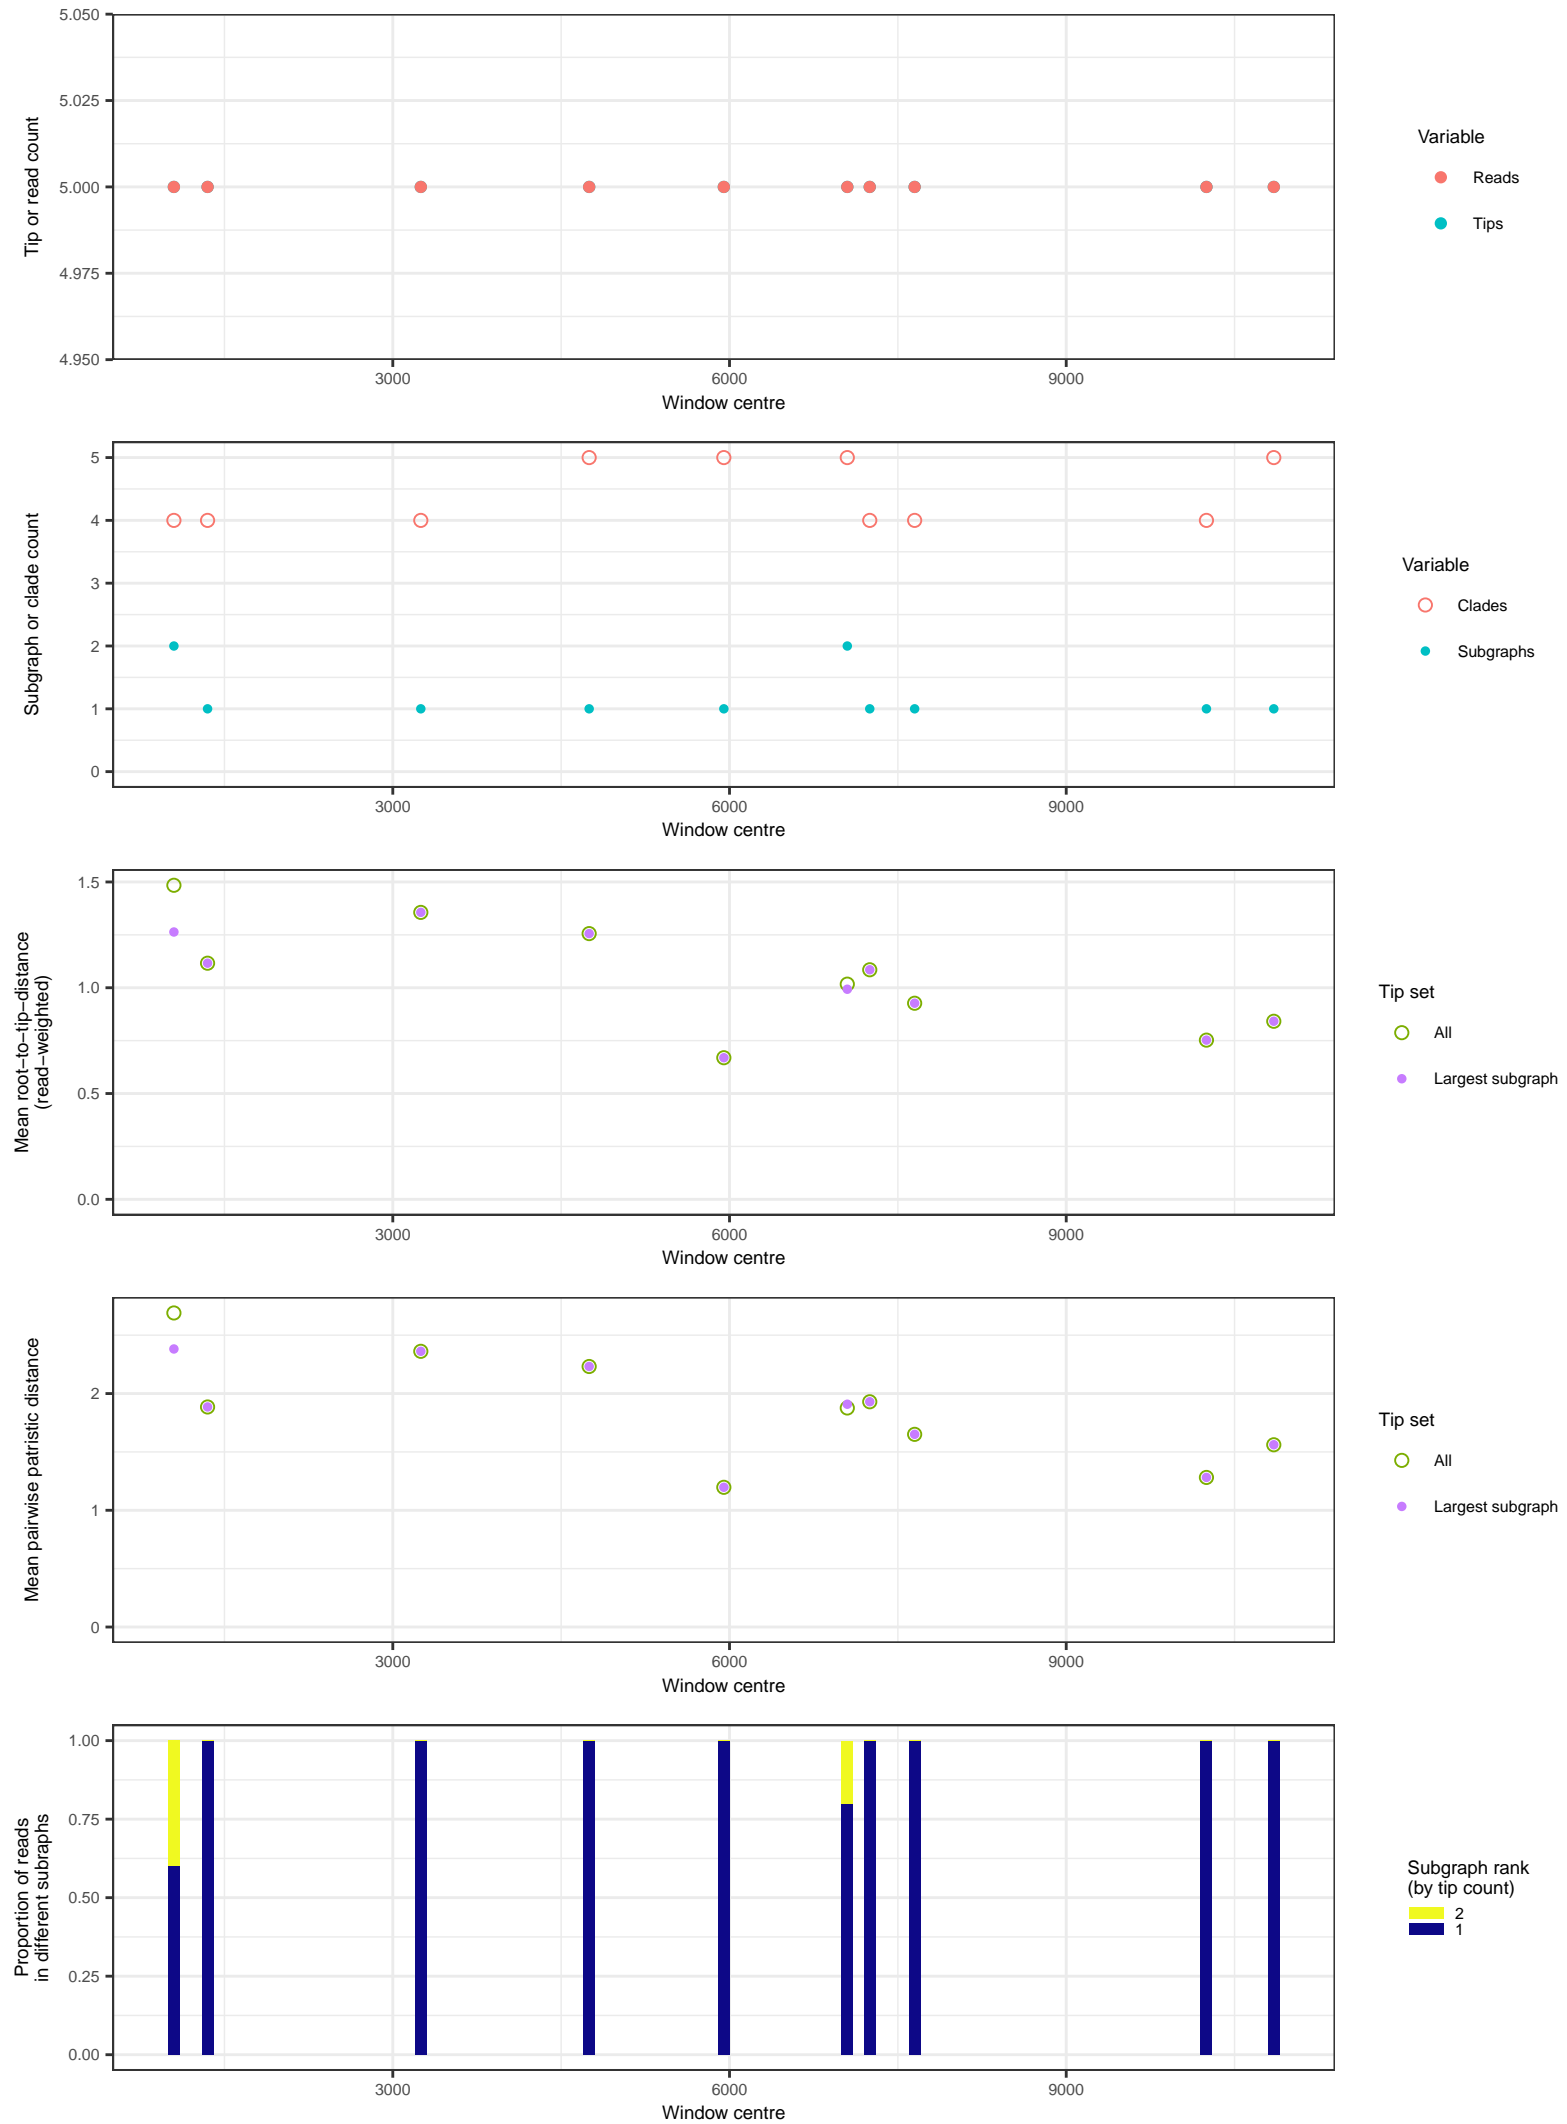 5.050
5.025
5.000
4.975
4.950
Tip or read count
3000
6000
9000
Window centre
Variable
Reads
Tips
5
4
3
2
1
0
Subgraph or clade count
3000
6000
9000
Window centre
Variable
Clades
Subgraphs
1.5
1.0
0.5
0.0
Mean root−to−tip−distance
(read−weighted)
3000
6000
9000
Window centre
Tip set
All
Largest subgraph
2
1
0
Mean pairwise patristic distance
3000
6000
9000
Window centre
Tip set
All
Largest subgraph
1.00
0.75
0.50
0.25
0.00
Proportion of reads
in different subraphs
3000
6000
9000
Window centre
Subgraph rank
(by tip count)
2
1